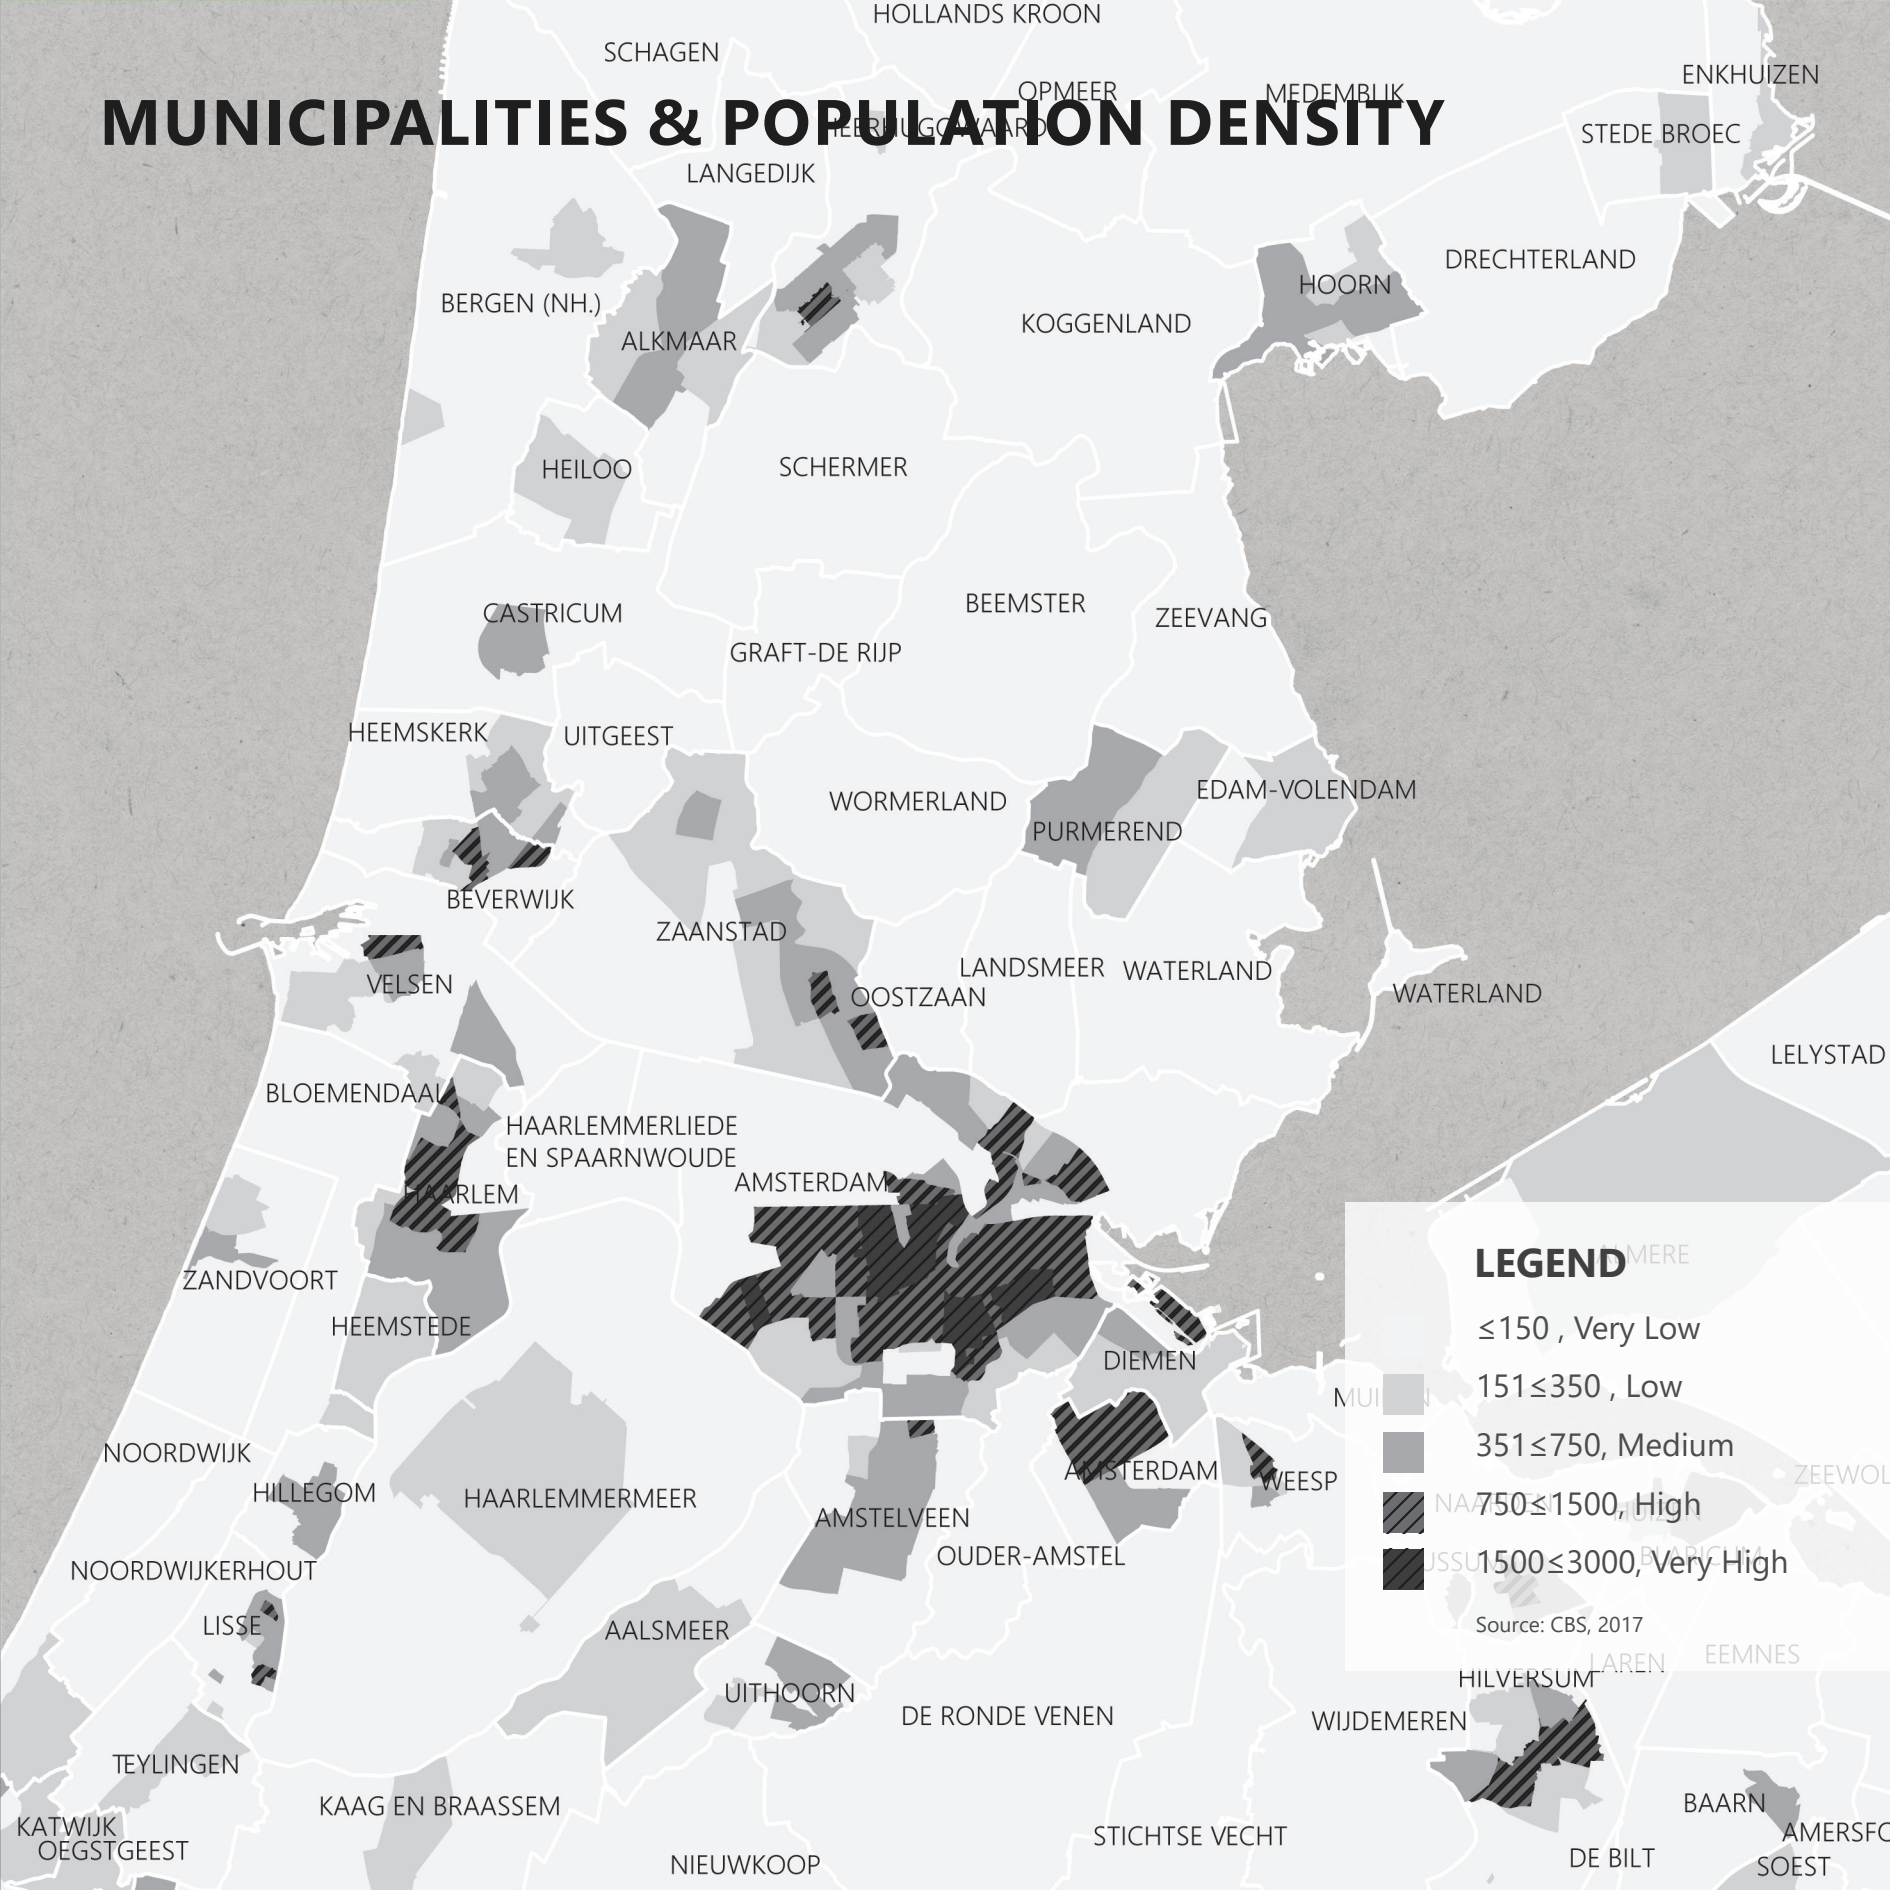 HOLLANDS KROON
SCHAGEN
ENKHUIZEN
OPMEER
MEDEMBLIK
MUNICIPALITIES & POPULATION DENSITY
HEERHUGOWAARD
STEDE BROEC
LANGEDIJK
DRECHTERLAND
HOORN
BERGEN (NH.)
KOGGENLAND
ALKMAAR
HEILOO
SCHERMER
BEEMSTER
CASTRICUM
ZEEVANG
GRAFT-DE RIJP
HEEMSKERK
UITGEEST
EDAM-VOLENDAM
WORMERLAND
PURMEREND
BEVERWIJK
ZAANSTAD
LANDSMEER
WATERLAND
VELSEN
OOSTZAAN
WATERLAND
LELYSTAD
BLOEMENDAAL
HAARLEMMERLIEDE
EN SPAARNWOUDE
AMSTERDAM
HAARLEM
ALMERE
LEGEND
ZANDVOORT
HEEMSTEDE
≤150 , Very Low
DIEMEN
151≤350 , Low
NOORDWIJK
351≤750, Medium
AMSTERDAM
WEESP
HILLEGOM
HAARLEMMERMEER
NAARDEN
750≤1500, High
HUIZEN
AMSTELVEEN
OUDER-AMSTEL
BLARICUM
1500≤3000, Very High
NOORDWIJKERHOUT
LISSE
AALSMEER
Source: CBS, 2017
EEMNES
LAREN
HILVERSUM
UITHOORN
DE RONDE VENEN
WIJDEMEREN
TEYLINGEN
KAAG EN BRAASSEM
BAARN
KATWIJK
OEGSTGEEST
STICHTSE VECHT
AMERSFO
NIEUWKOOP
DE BILT
SOEST